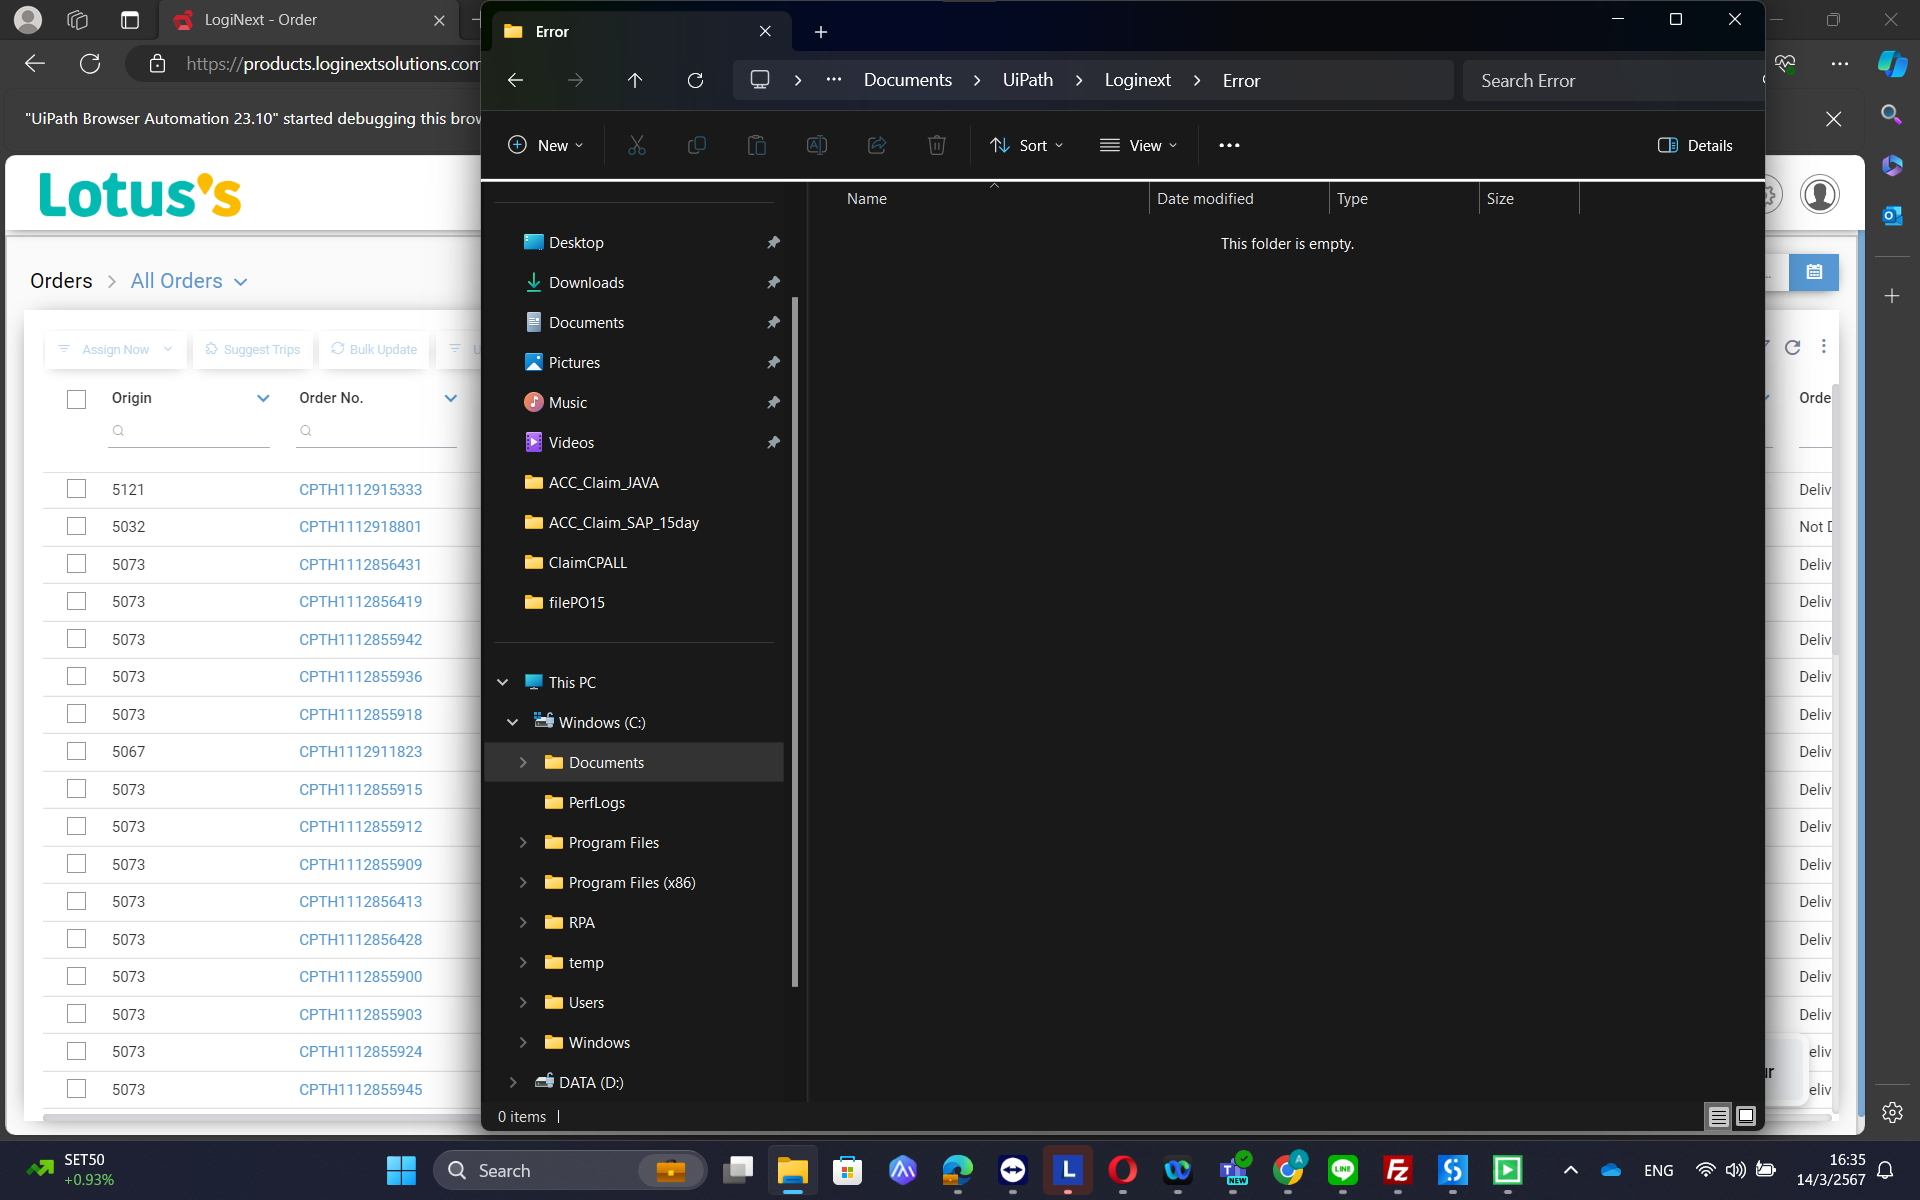 LogiNext - Order
https://products.loginextsolutions.com
"UiPath Browser Automation 23.10" started debugging this brow
Lotus's
Orders > All Orders
Assign Now
Suggest Trips
Bulk Update
Origin
Order No.
5121 CPTH1112915333
5032 CPTH1112918801
5073 CPTH1112856431
5073 CPTH1112856419
5073 CPTH1112855942
5073 CPTH1112855936
5073 CPTH1112855918
5067 CPTH1112911823
5073 CPTH1112855915
5073 CPTH1112855912
5073 CPTH1112855909
5073 CPTH1112856413
5073 CPTH1112856428
5073 CPTH1112855900
5073 CPTH1112855903
5073 CPTH1112855924
5073 CPTH1112855945
Error
... Documents > UiPath > Loginext > Error
Search Error
New
Sort
View
Details
Name
Date modified
Type
Size
This folder is empty.
Desktop
Downloads
Documents
Pictures
Music
Videos
ACC_Claim_JAVA
ACC_Claim_SAP_15day
ClaimCPALL
filePO15
This PC
Windows (C:)
Documents
PerfLogs
Program Files
Program Files (x86)
RPA
temp
Users
Windows
DATA (D:)
0 items
Orde
Deliv
Not D
Deliv
Deliv
Deliv
Deliv
Deliv
Deliv
Deliv
Deliv
Deliv
Deliv
Deliv
Deliv
Deliv
eliv
eliv
SET50
+0.93%
Search
NEW
LINE
ENG
16:35
14/3/2567